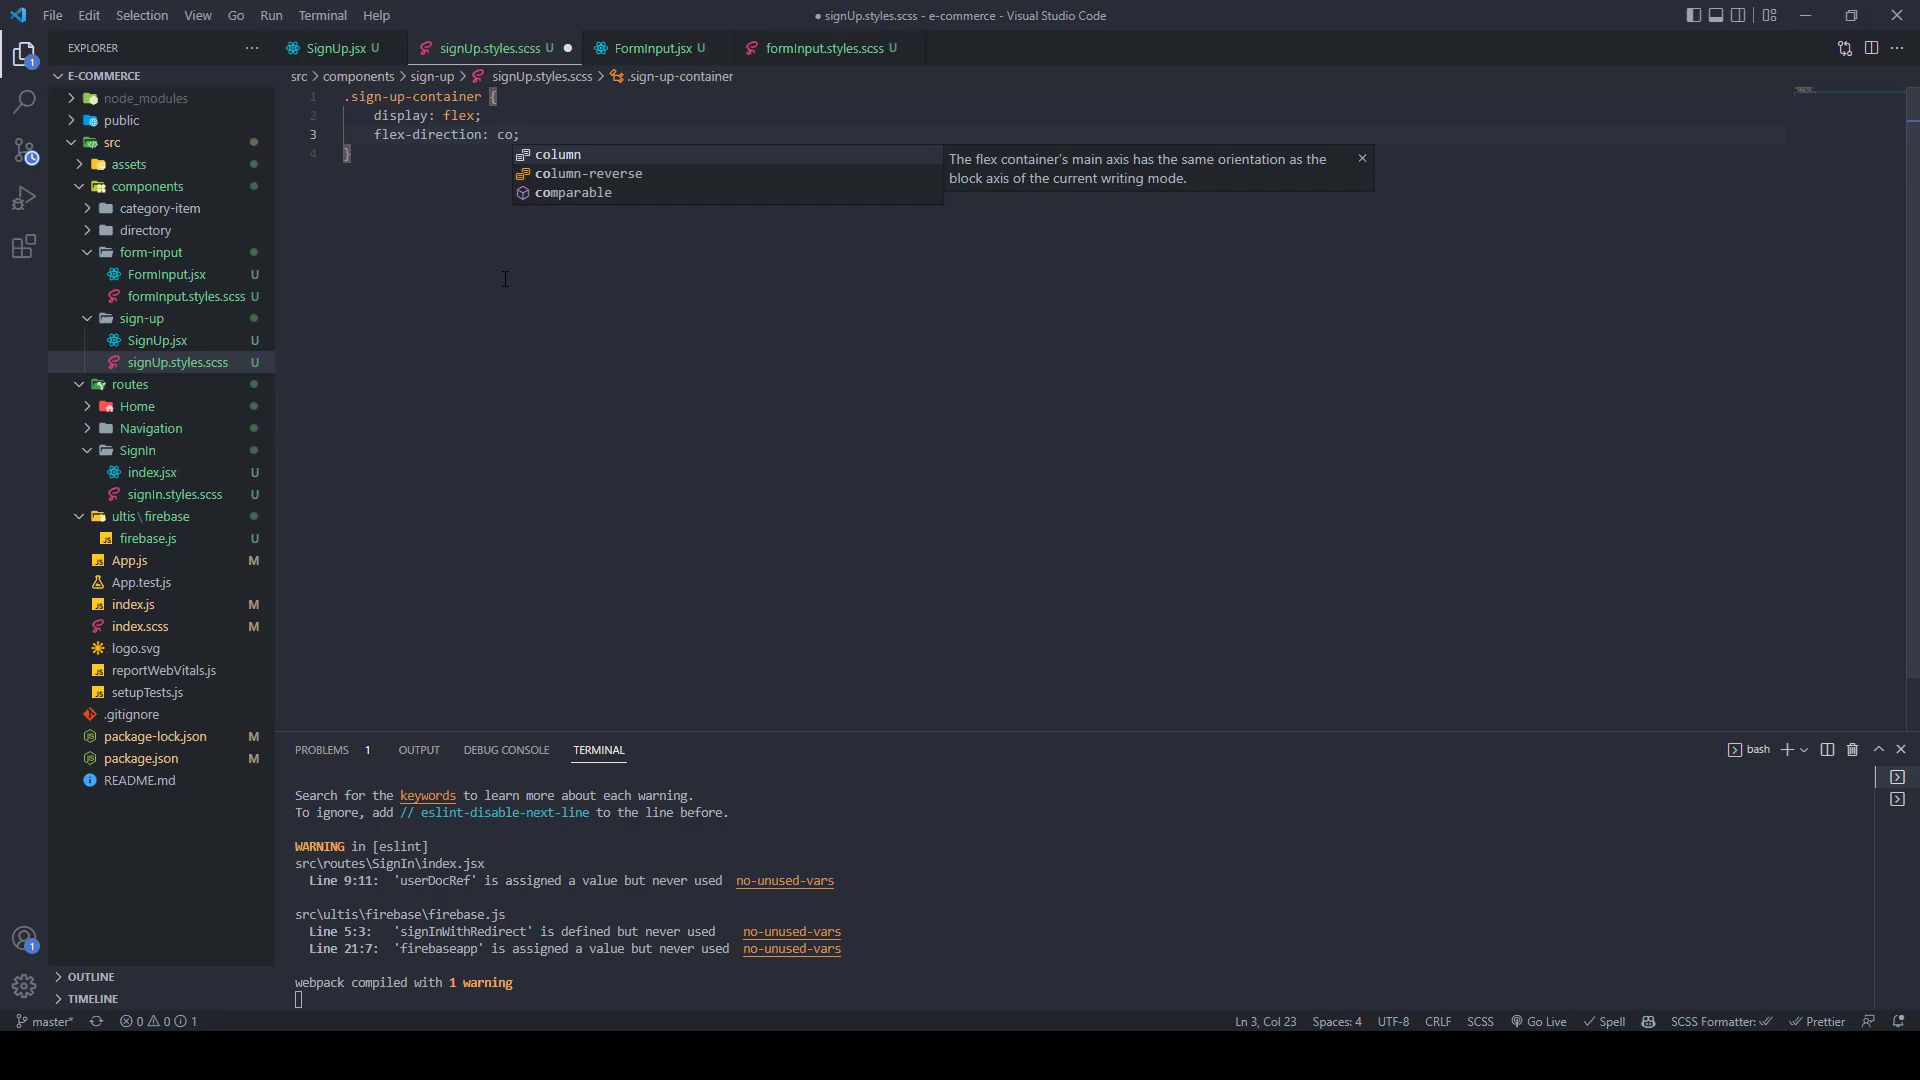 File Edit Selection View Go Run Terminal Help
● signUp.styles.scss - e-commerce - Visual Studio Code
EXPLORER
SignUp.jsx U
signUp.styles.scss U
FormInput.jsx U
formInput.styles.scss U
E-COMMERCE
src > components > sign-up > signUp.styles.scss > .sign-up-container
node_modules
public
src
assets
components
category-item
directory
form-input
FormInput.jsx U
formInput.styles.scss U
sign-up
SignUp.jsx U
signUp.styles.scss U
routes
Home
Navigation
SignIn
index.jsx U
signIn.styles.scss U
ultis\firebase
firebase.js U
App.js M
App.test.js
index.js M
index.scss M
logo.svg
reportWebVitals.js
setupTests.js
.gitignore
package-lock.json M
package.json M
README.md
OUTLINE
TIMELINE
1 .sign-up-container {
2 display: flex;
3 flex-direction: co;
4 }
column
column-reverse
comparable
The flex container's main axis has the same orientation as the
block axis of the current writing mode.
PROBLEMS 1 OUTPUT DEBUG CONSOLE TERMINAL
bash
Search for the keywords to learn more about each warning.
To ignore, add // eslint-disable-next-line to the line before.
WARNING in [eslint]
src\routes\SignIn\index.jsx
Line 9:11: 'userDocRef' is assigned a value but never used no-unused-vars
src\ultis\firebase\firebase.js
Line 5:3: 'signInWithRedirect' is defined but never used no-unused-vars
Line 21:7: 'firebaseapp' is assigned a value but never used no-unused-vars
webpack compiled with 1 warning
1
1
master* 0 0 1
Ln 3, Col 23 Spaces: 4 UTF-8 CRLF SCSS Go Live Spell SCSS Formatter: Prettier